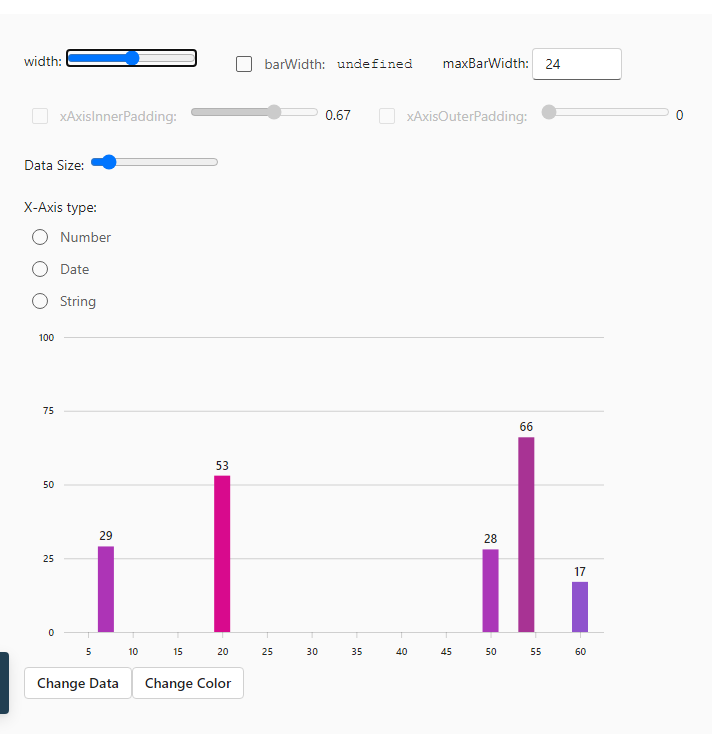 width: barWidth: undefined maxBarWidth: 24
xAxisInnerPadding: 0.67 xAxisOuterPadding: 0
Data Size:
X-Axis type:
Number
Date
String
100
75
66
53
50
29
28
25
17
0
5 10 15 20 25 30 35 40 45 50 55 60
Change Data Change Color